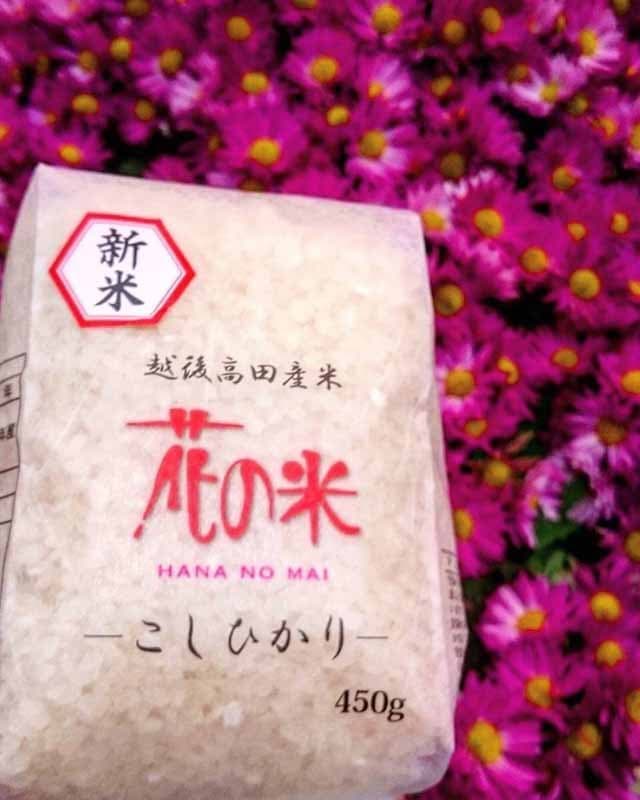 新
米
越後高田産米
花の米
HANA NO MAI
—こしひかり—
450g
年